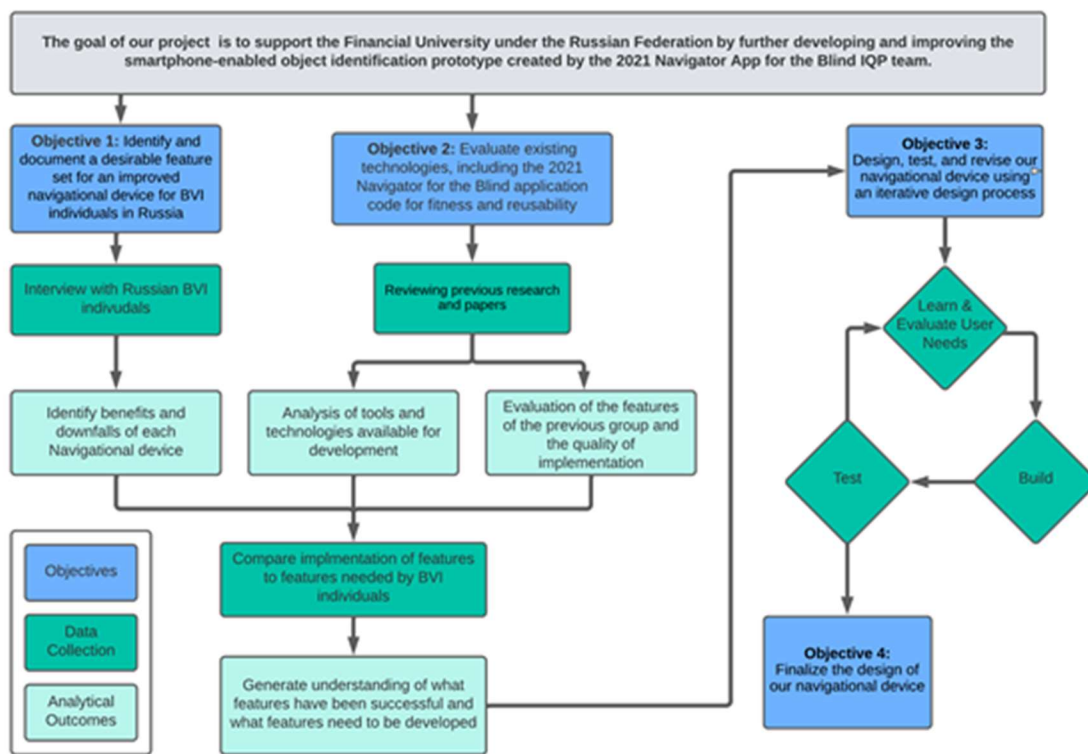 The goal of our project is to support the Financial University under the Russian Federation by further developing and improving the
smartphone-enabled object identification prototype created by the 2021 Navigator App for the Blind IQP team.
Objective 1: Identify and
document a desirable feature
set for an improved
navigational device for BVI
individuals in Russia
Objective 2: Evaluate existing
technologies, including the 2021
Navigator for the Blind application
code for fitness and reusability
Objective 3:
Design, test, and revise our
navigational device using
an iterative design process
Interview with Russian BVI
indivudals
Reviewing previous research
and papers
Learn &
Evaluate User
Needs
Identify benefits and
downfalls of each
Navigational device
Analysis of tools and
technologies available for
development
Evaluation of the features
of the previous group and
the quality of
implementation
Test
Build
Objectives
Data
Collection
Analytical
Outcomes
Compare implmentation of features
to features needed by BVI
individuals
Generate understanding of what
features have been successful and
what features need to be developed
Objective 4:
Finalize the design of
our navigational device